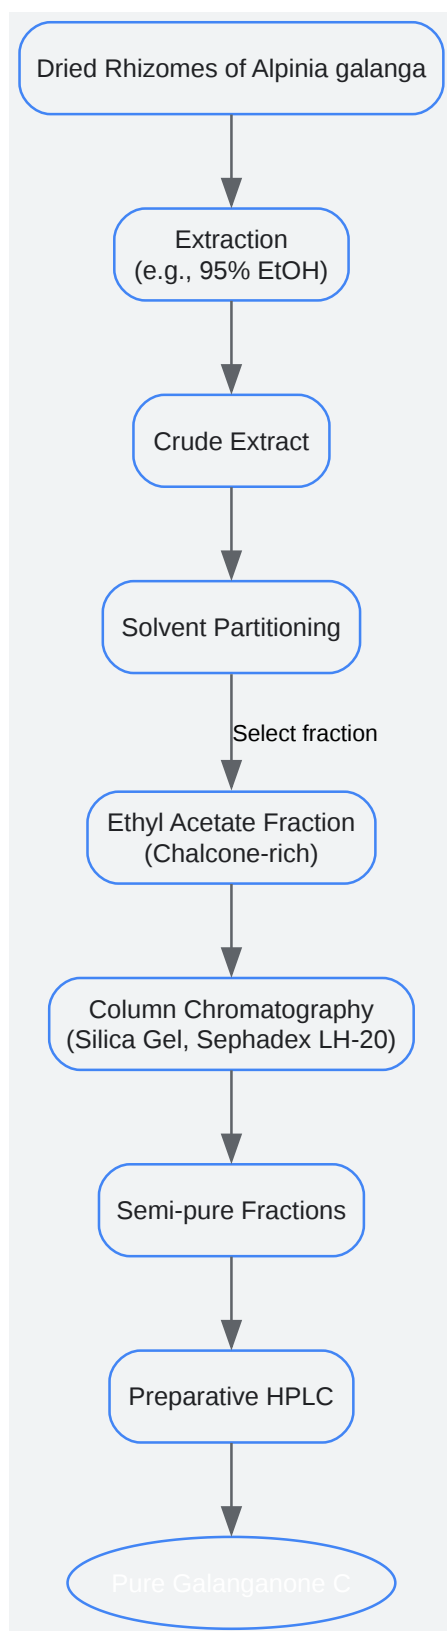 Dried Rhizomes of Alpinia galanga
Extraction
(e.g., 95% EtOH)
Crude Extract
Solvent Partitioning
Select fraction
Ethyl Acetate Fraction
(Chalcone-rich)
Column Chromatography
(Silica Gel, Sephadex LH-20)
Semi-pure Fractions
Preparative HPLC
Pure Galanganone C